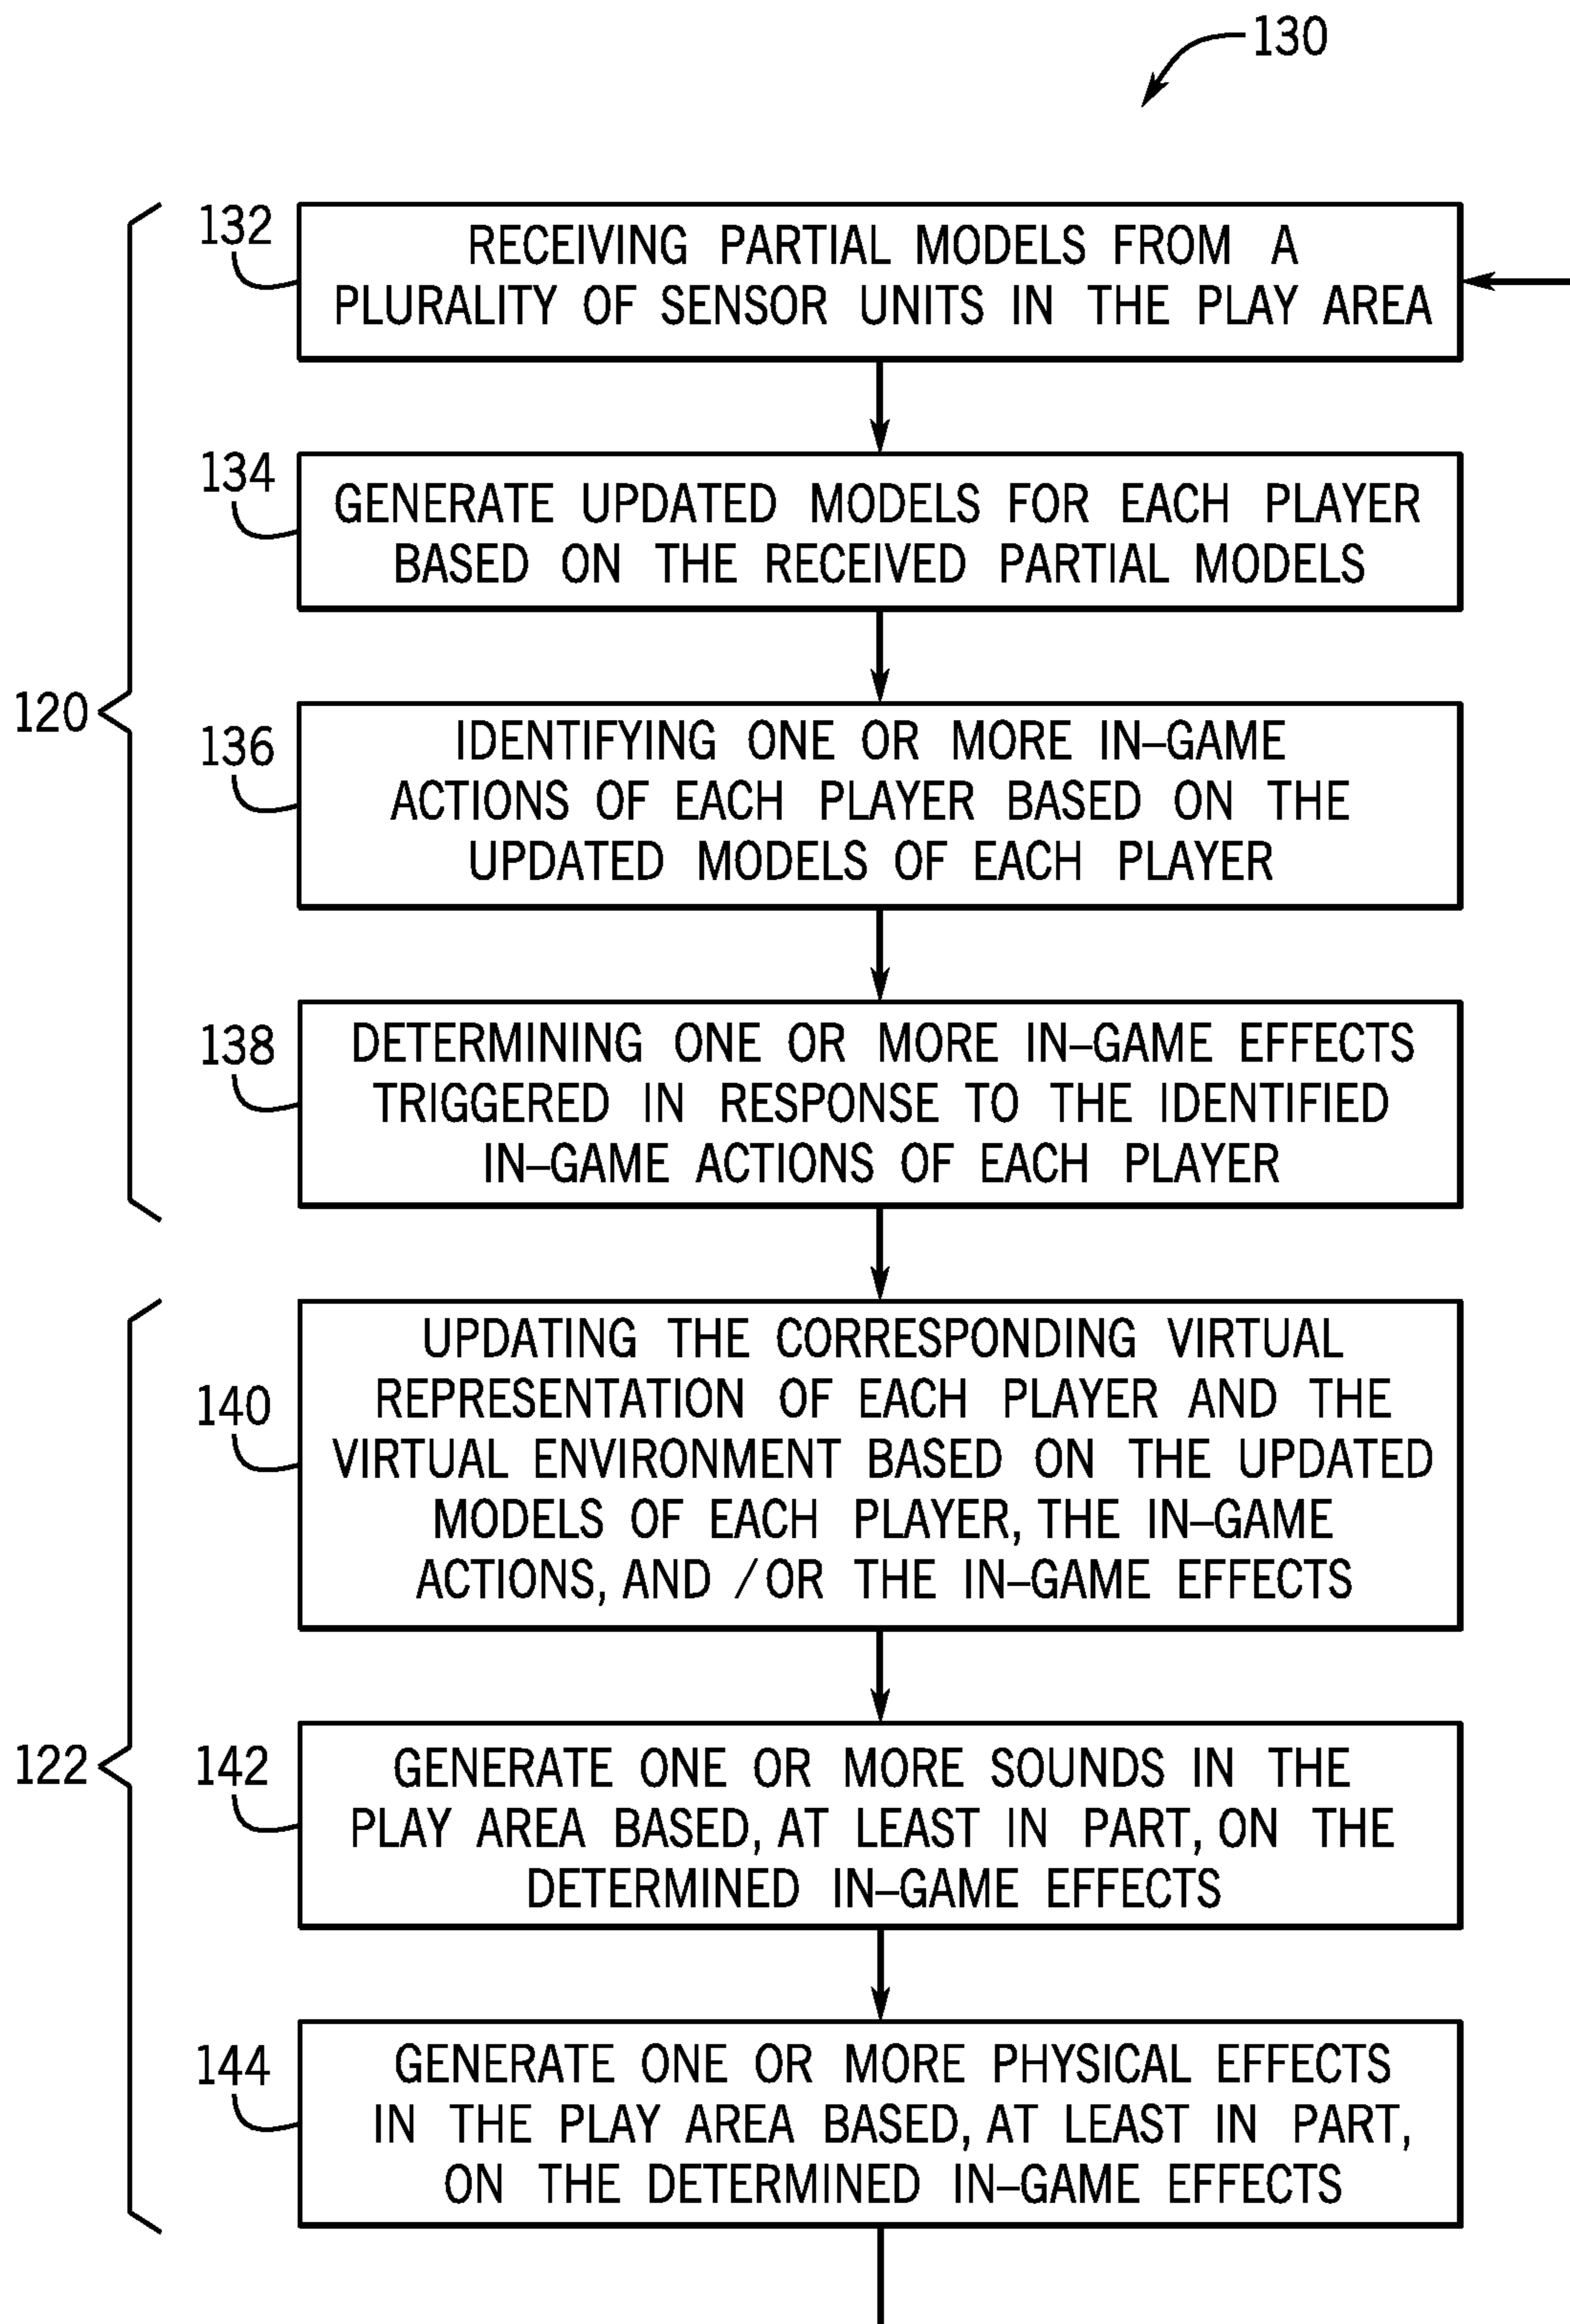 130
132
RECEIVING PARTIAL MODELS FROM A
PLURALITY OF SENSOR UNITS IN THE PLAY AREA
134
GENERATE UPDATED MODELS FOR EACH PLAYER
BASED ON THE RECEIVED PARTIAL MODELS
120
136
IDENTIFYING ONE OR MORE IN–GAME
ACTIONS OF EACH PLAYER BASED ON THE
UPDATED MODELS OF EACH PLAYER
138
DETERMINING ONE OR MORE IN–GAME EFFECTS
TRIGGERED IN RESPONSE TO THE IDENTIFIED
IN–GAME ACTIONS OF EACH PLAYER
140
UPDATING THE CORRESPONDING VIRTUAL
REPRESENTATION OF EACH PLAYER AND THE
VIRTUAL ENVIRONMENT BASED ON THE UPDATED
MODELS OF EACH PLAYER, THE IN–GAME
ACTIONS, AND /OR THE IN–GAME EFFECTS
122
142
GENERATE ONE OR MORE SOUNDS IN THE
PLAY AREA BASED, AT LEAST IN PART, ON THE
DETERMINED IN–GAME EFFECTS
144
GENERATE ONE OR MORE PHYSICAL EFFECTS
IN THE PLAY AREA BASED, AT LEAST IN PART,
ON THE DETERMINED IN–GAME EFFECTS